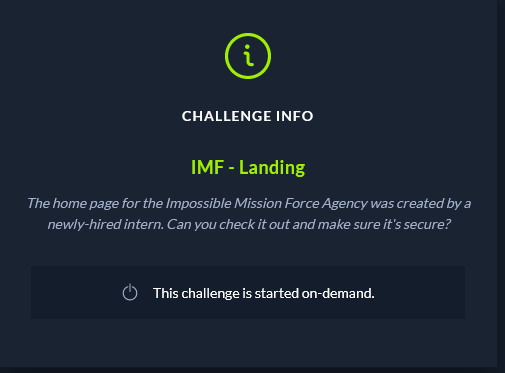 CHALLENGE INFO
IMF - Landing
The home page for the Impossible Mission Force Agency was created by a
newly-hired intern. Can you check it out and make sure it's secure?
This challenge is started on-demand.